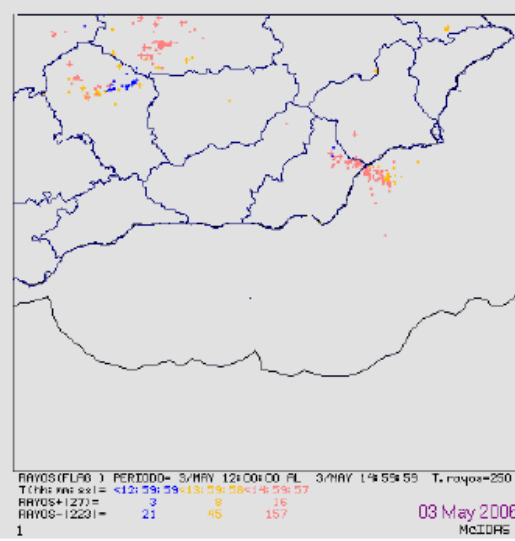 RAYOS(FLAG ) PERIODO= 3/MAY 12:00:00 AL 3/MAY 14:59:59 T.rayos=250
T(hh:mm:ss)= <12:59:59<13:59:58<14:59:57
RAYOS+(27)= 3 8 16
RAYOS-(223)= 21 45 157
03 May 2006
1 McIDAS